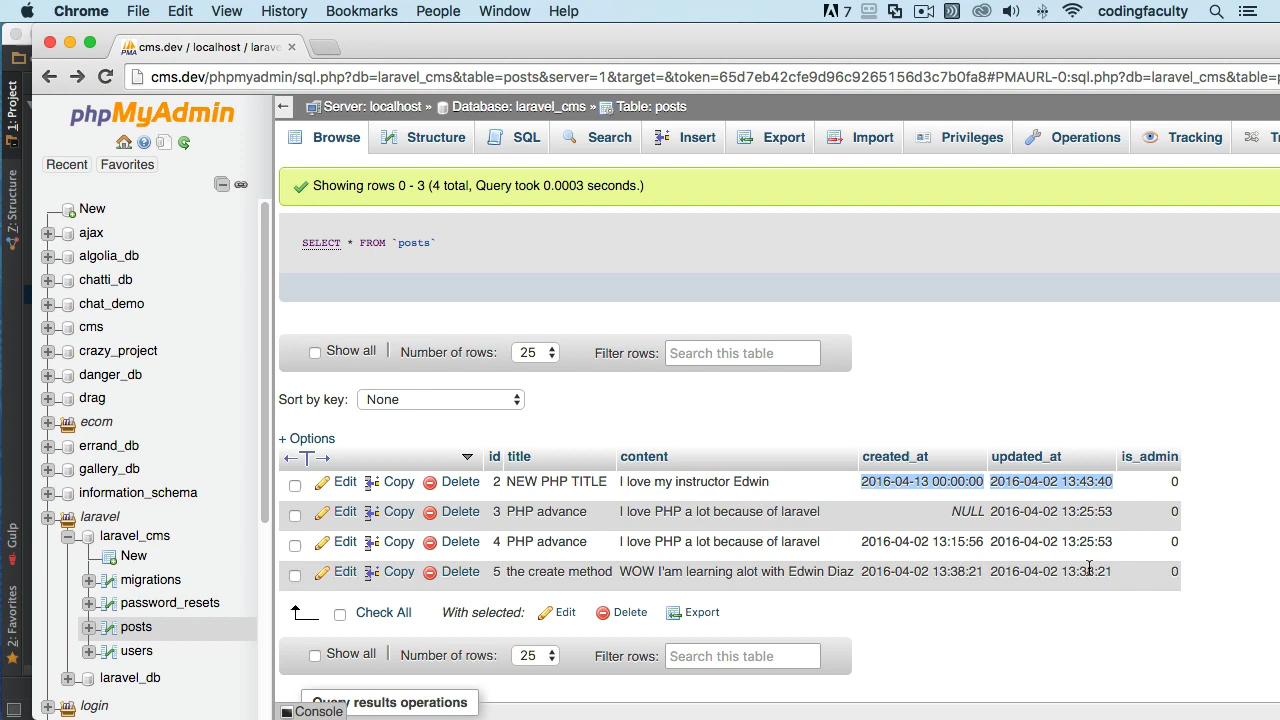 Chrome File Edit View History Bookmarks People Window Help 7 codingfaculty
cms.dev / localhost / larave
cms.dev/phpmyadmin/sql.php?db=laravel_cms&table=posts&server=1&target=&token=65d7eb42cfe9d96c9265156d3c7b0fa8#PMAURL-0:sql.php?db=laravel_cms&table=p
1: Project
Z: Structure
Gulp
2: Favorites
phpMyAdmin
Recent Favorites
New
ajax
algolia_db
chatti_db
chat_demo
cms
crazy_project
danger_db
drag
ecom
errand_db
gallery_db
information_schema
laravel
laravel_cms
New
migrations
password_resets
posts
users
laravel_db
login
Server: localhost » Database: laravel_cms » Table: posts
Browse Structure SQL Search Insert Export Import Privileges Operations Tracking T
Showing rows 0 - 3 (4 total, Query took 0.0003 seconds.)
SELECT * FROM `posts`
Show all Number of rows: 25 Filter rows: Search this table
Sort by key: None
+ Options
id title content created_at updated_at is_admin
Edit Copy Delete 2 NEW PHP TITLE I love my instructor Edwin 2016-04-13 00:00:00 2016-04-02 13:43:40 0
Edit Copy Delete 3 PHP advance I love PHP a lot because of laravel NULL 2016-04-02 13:25:53 0
Edit Copy Delete 4 PHP advance I love PHP a lot because of laravel 2016-04-02 13:15:56 2016-04-02 13:25:53 0
Edit Copy Delete 5 the create method WOW I'am learning alot with Edwin Diaz 2016-04-02 13:38:21 2016-04-02 13:38:21 0
Check All With selected: Edit Delete Export
Show all Number of rows: 25 Filter rows: Search this table
Query results operations
Console